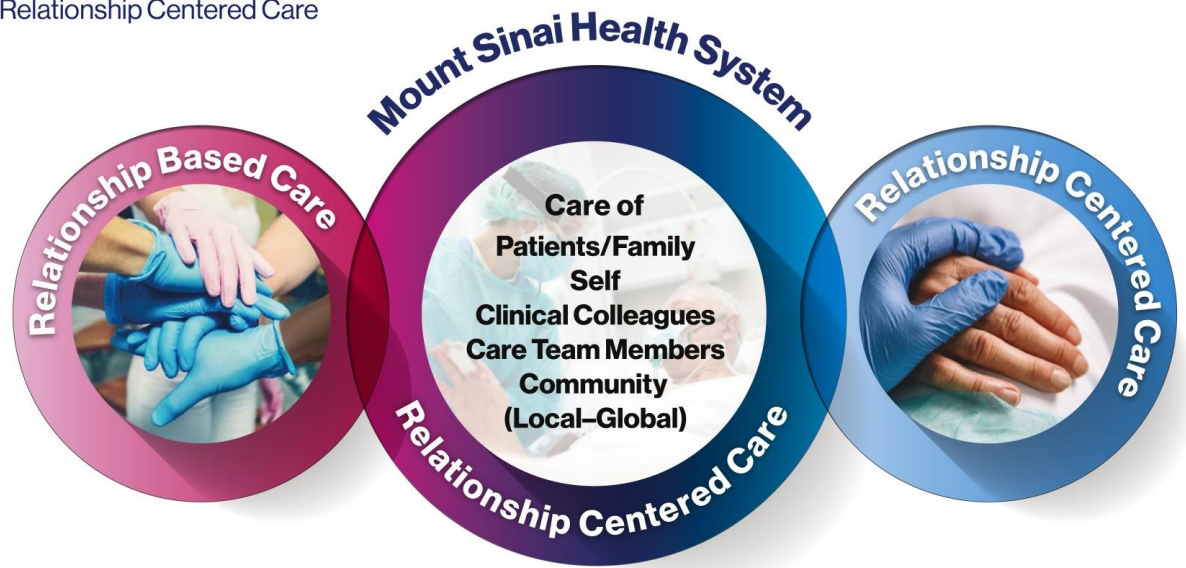 Relationship Centered Care
Mount Sinai Health System
Relationship Based Care
Care of
Patients/Family
Self
Clinical Colleagues
Care Team Members
Community
(Local–Global)
Relationship Centered Care
Relationship Centered Care